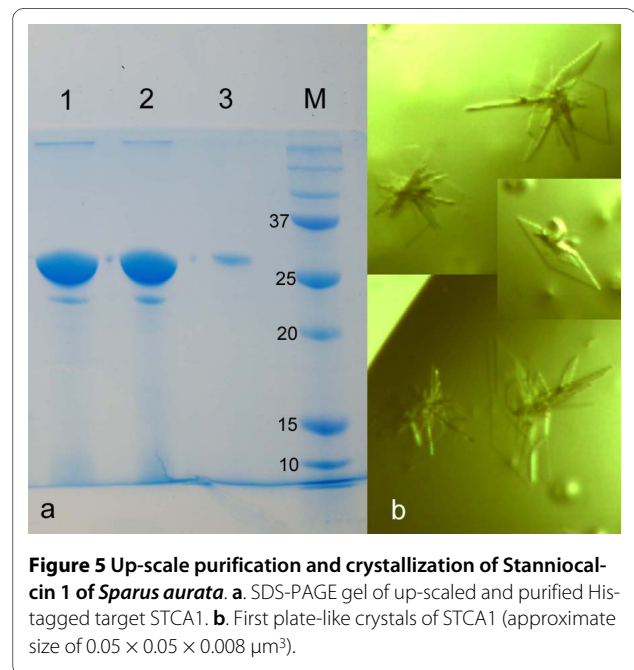 1 2 3 M
37
25
20
15
10
a b
Figure 5 Up-scale purification and crystallization of Stanniocal-
cin 1 of Sparus aurata. a. SDS-PAGE gel of up-scaled and purified His-
tagged target STCA1. b. First plate-like crystals of STCA1 (approximate
size of 0.05 × 0.05 × 0.008 μm³).